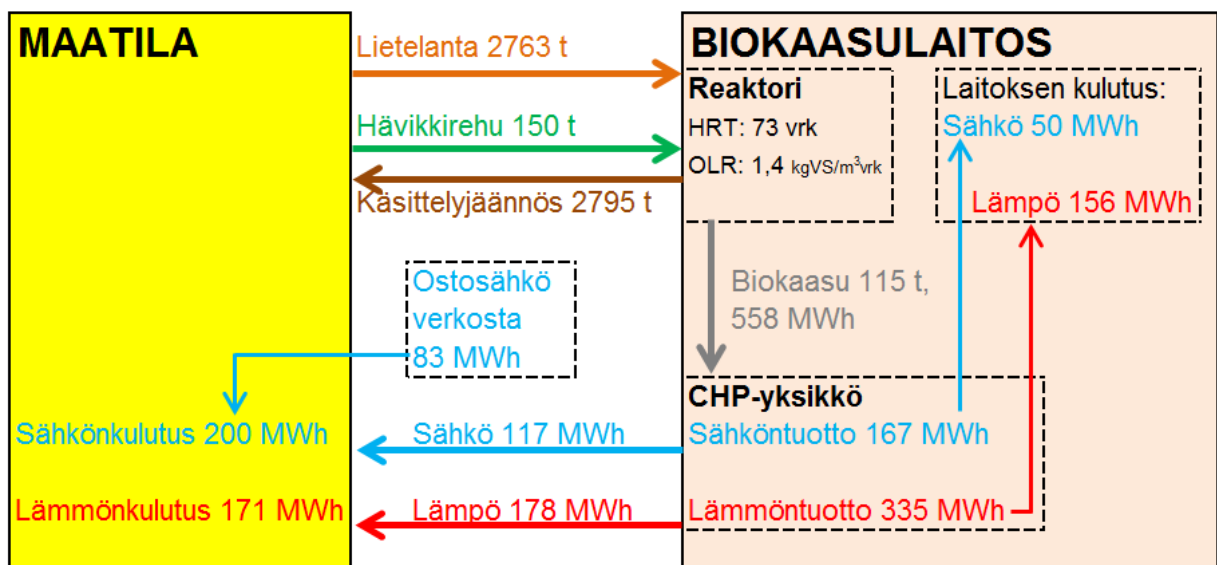 MAATILA
Lietelanta 2763 t
Hävikkirehu 150 t
Käsittelyjäännös 2795 t
Ostosähkö
verkosta
83 MWh
Sähkönkulutus 200 MWh
Sähkö 117 MWh
Lämmönkulutus 171 MWh
Lämpö 178 MWh
BIOKAASULAITOS
Reaktori
HRT: 73 vrk
OLR: 1,4 kgVS/m³vrk
Laitoksen kulutus:
Sähkö 50 MWh
Lämpö 156 MWh
Biokaasu 115 t,
558 MWh
CHP-yksikkö
Sähköntuotto 167 MWh
Lämmöntuotto 335 MWh